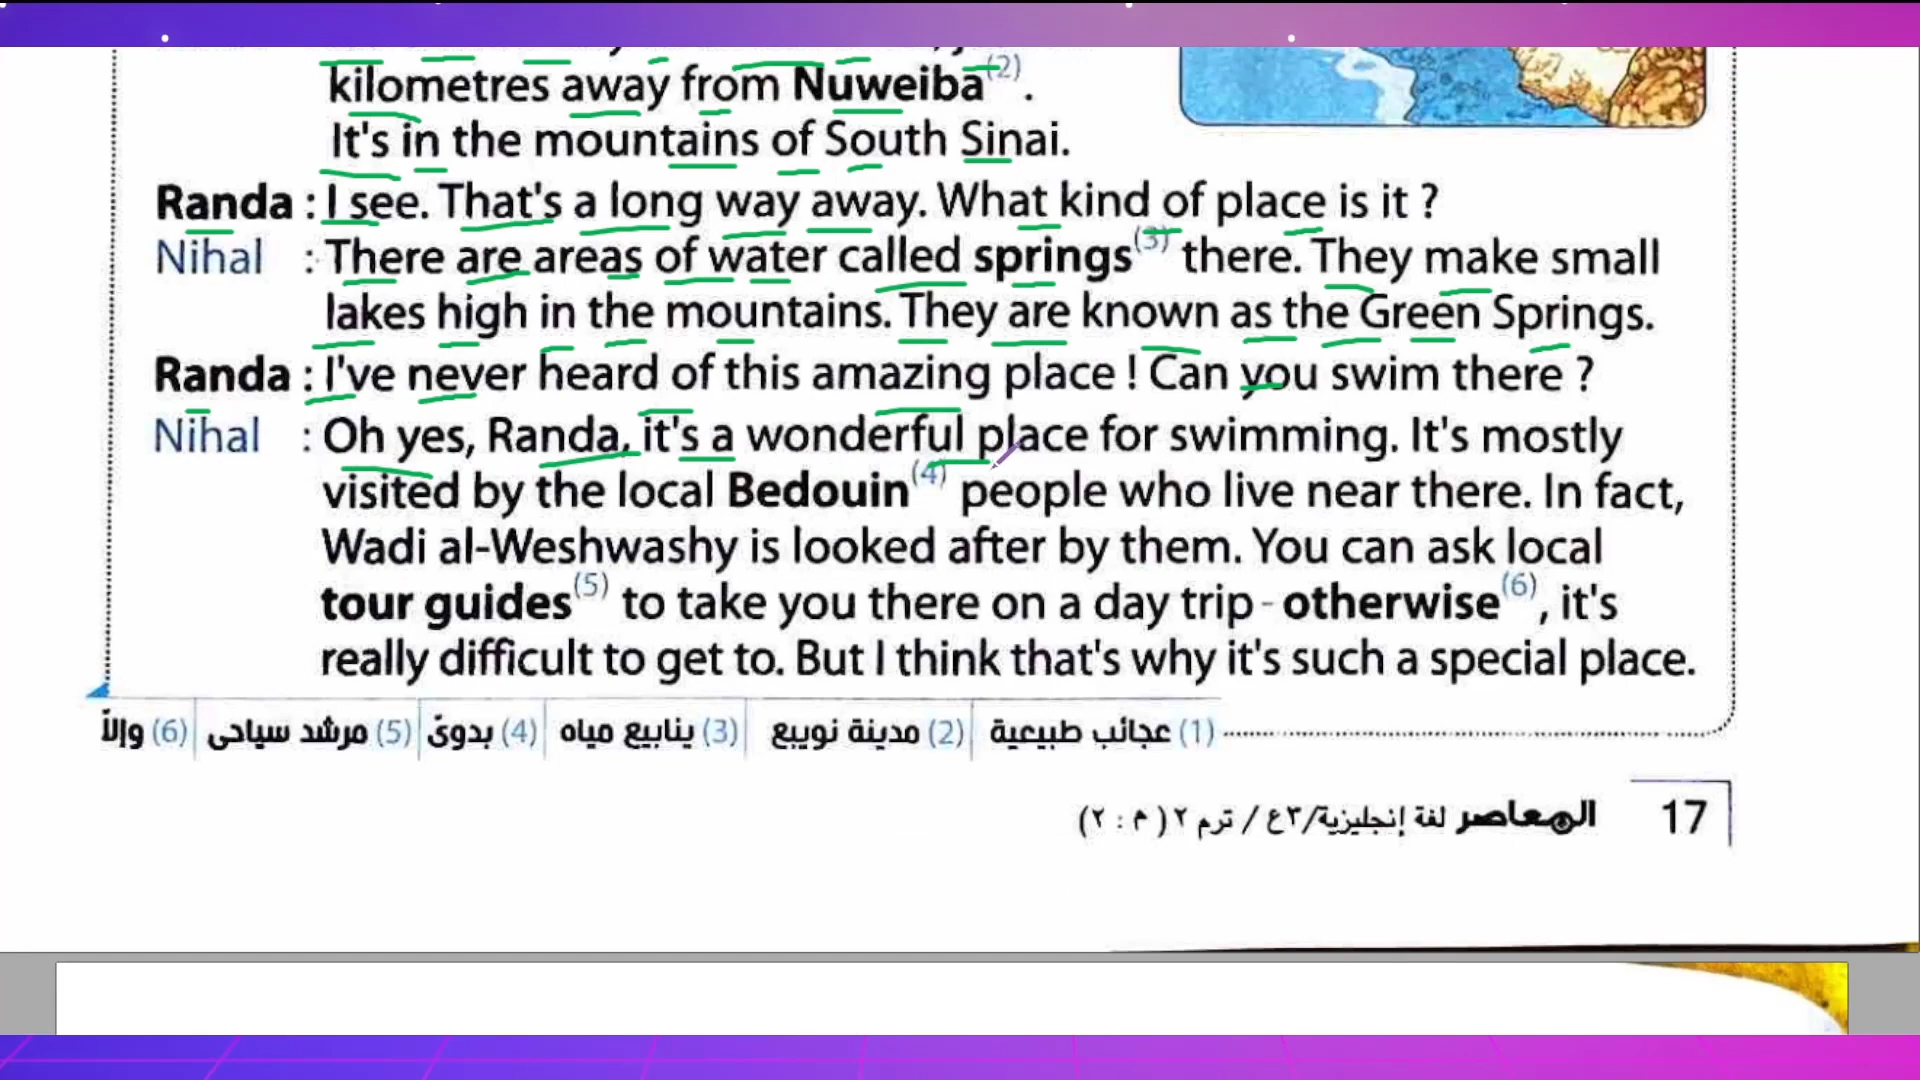 kilometres away from Nuweiba(2).
It's in the mountains of South Sinai.
Randa : I see. That's a long way away. What kind of place is it ?
Nihal : There are areas of water called springs(3) there. They make small
lakes high in the mountains. They are known as the Green Springs.
Randa : I've never heard of this amazing place ! Can you swim there ?
Nihal : Oh yes, Randa, it's a wonderful place for swimming. It's mostly
visited by the local Bedouin(4) people who live near there. In fact,
Wadi al-Weshwashy is looked after by them. You can ask local
tour guides(5) to take you there on a day trip - otherwise(6), it's
really difficult to get to. But I think that's why it's such a special place.
(1) عجائب طبيعية (2) مدينة نويبع (3) ينابيع مياه (4) بدوىّ (5) مرشد سياحى (6) وإلاّ
المعاصر لغة إنجليزية/٣ع / ترم ٢ (م : ٢) 17